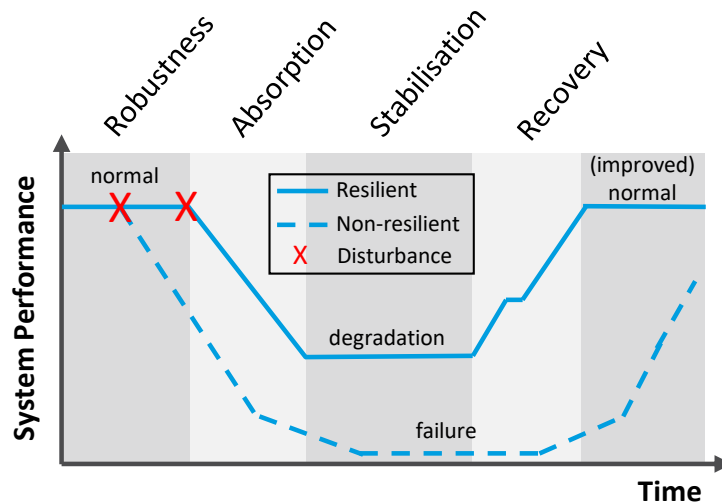 Robustness
Absorption
Stabilisation
Recovery
System Performance
normal
(improved)
normal
Resilient
Non-resilient
X Disturbance
X
X
degradation
failure
Time